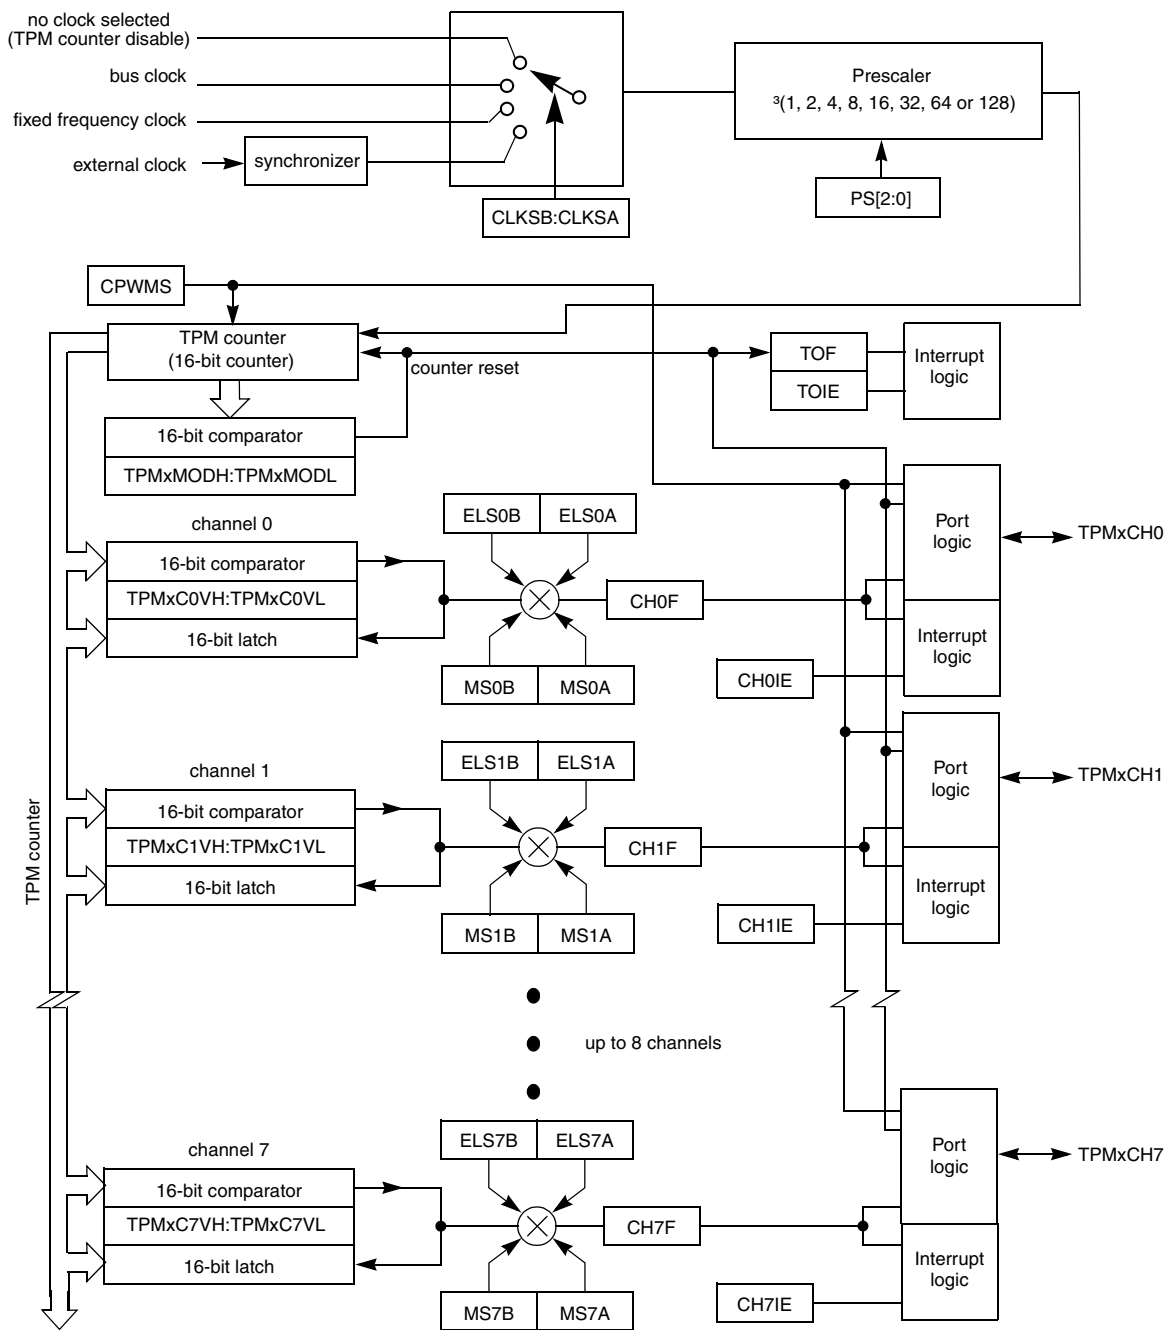 no clock selected
(TPM counter disable)
bus clock
fixed frequency clock
external clock
synchronizer
CLKSB:CLKSA
Prescaler
³(1, 2, 4, 8, 16, 32, 64 or 128)
PS[2:0]
CPWMS
TPM counter
(16-bit counter)
counter reset
TOF
TOIE
Interrupt
logic
16-bit comparator
TPMxMODH:TPMxMODL
channel 0
16-bit comparator
TPMxC0VH:TPMxC0VL
16-bit latch
ELS0B
ELS0A
MS0B
MS0A
CH0F
CH0IE
Port
logic
Interrupt
logic
TPMxCH0
channel 1
16-bit comparator
TPMxC1VH:TPMxC1VL
16-bit latch
ELS1B
ELS1A
MS1B
MS1A
CH1F
CH1IE
Port
logic
Interrupt
logic
TPMxCH1
TPM counter
up to 8 channels
channel 7
16-bit comparator
TPMxC7VH:TPMxC7VL
16-bit latch
ELS7B
ELS7A
MS7B
MS7A
CH7F
CH7IE
Port
logic
Interrupt
logic
TPMxCH7